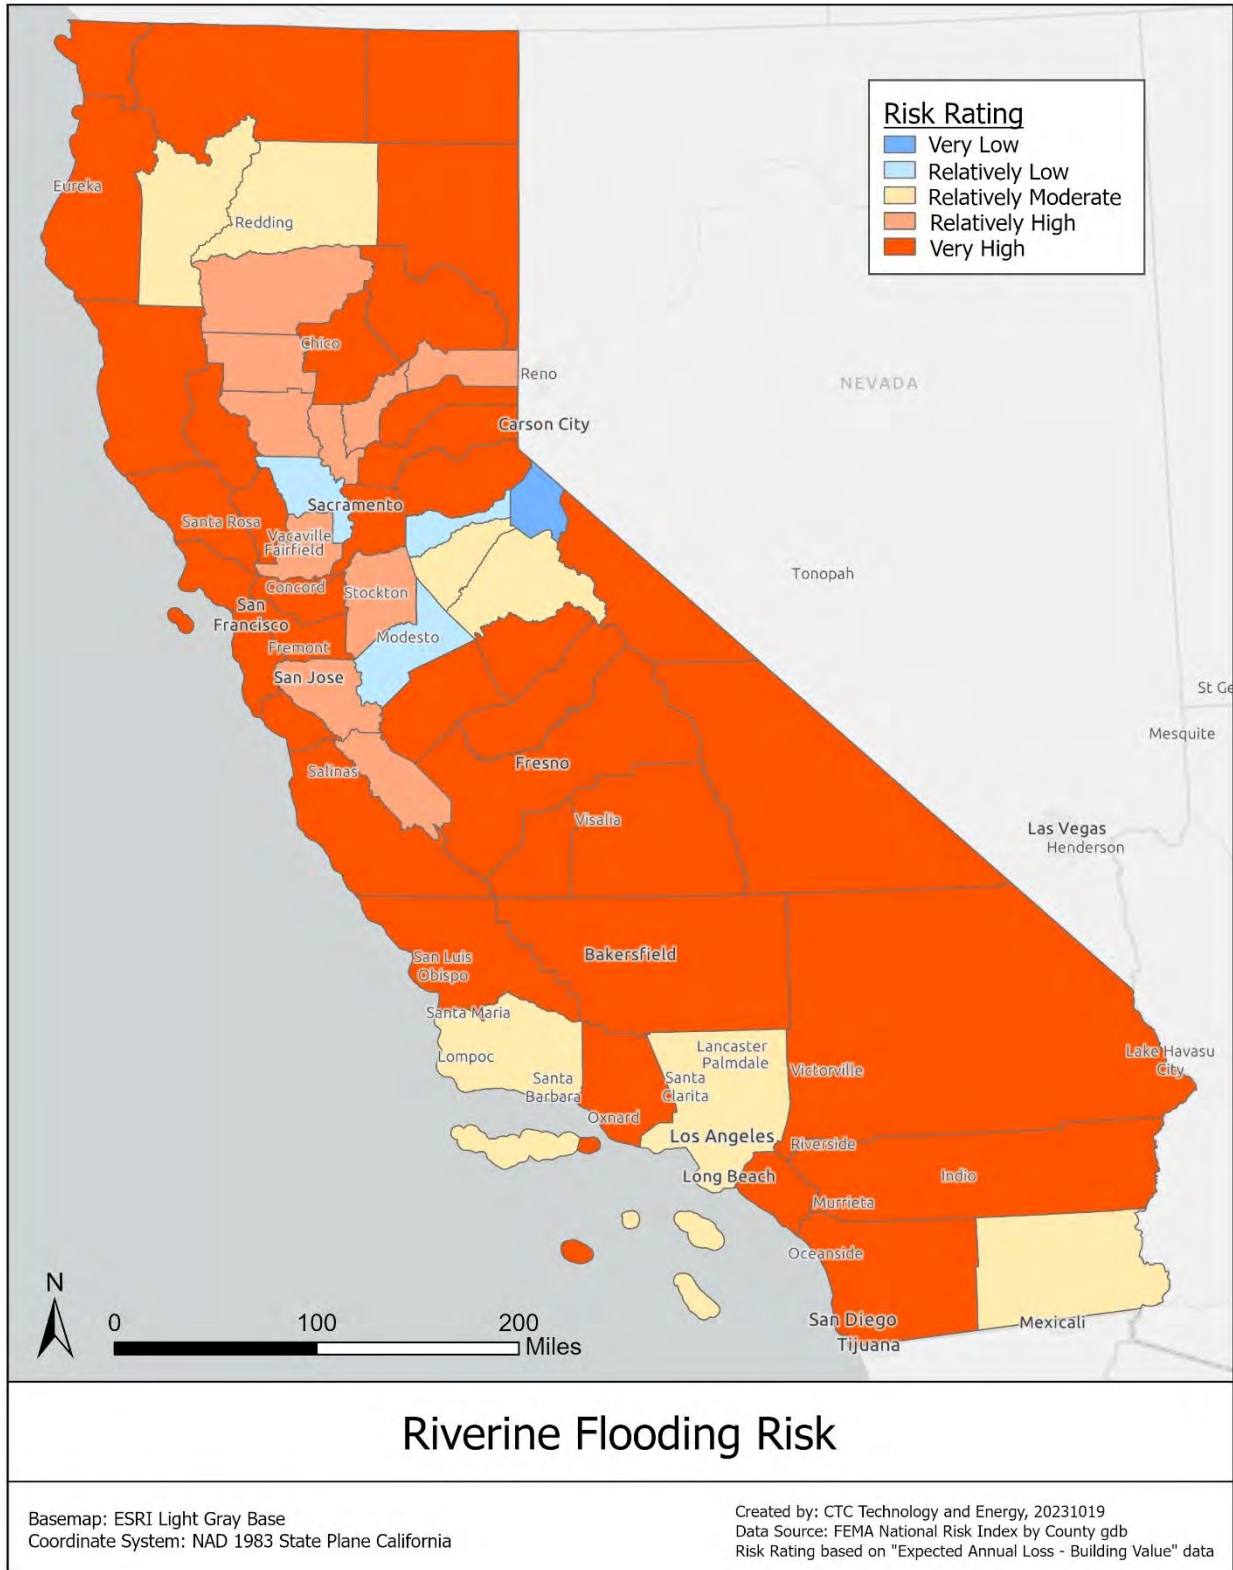 Risk Rating
Very Low
Relatively Low
Relatively Moderate
Relatively High
Very High
Eureka
Redding
Chico
Reno
NEVADA
Carson City
Sacramento
Santa Rosa
Vacaville
Fairfield
Tonopah
Concord
Stockton
San
Francisco
Modesto
Fremont
San Jose
St Ge
Mesquite
Salinas
Fresno
Visalia
Las Vegas
Henderson
San Luis
Obispo
Bakersfield
Santa Maria
Lompoc
Lancaster
Palmdale
Lake Havasu
City
Victorville
Santa
Barbara
Santa
Clarita
Oxnard
Los Angeles
Riverside
Long Beach
Indio
Murrieta
Oceanside
N
0 100 200
Miles
San Diego
Mexicali
Tijuana
Riverine Flooding Risk
Basemap: ESRI Light Gray Base
Coordinate System: NAD 1983 State Plane California
Created by: CTC Technology and Energy, 20231019
Data Source: FEMA National Risk Index by County gdb
Risk Rating based on "Expected Annual Loss - Building Value" data